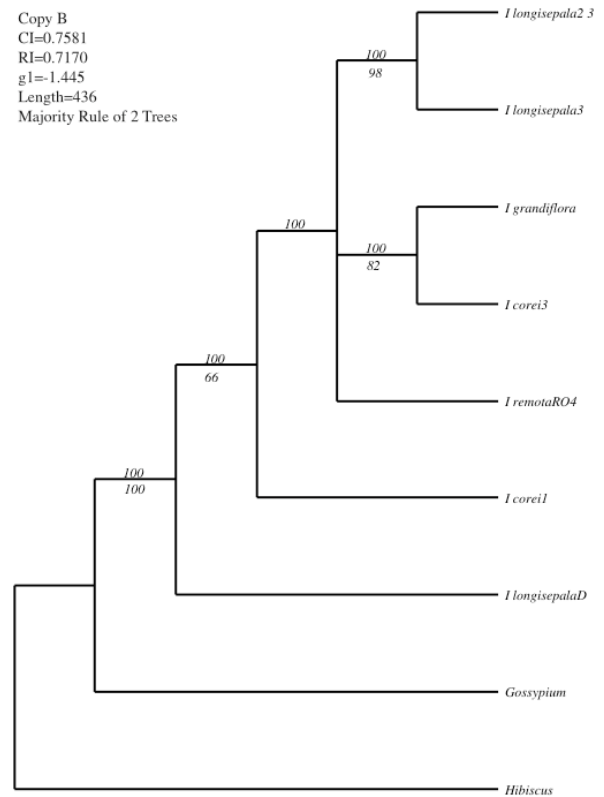 Copy B
CI=0.7581
RI=0.7170
g1=-1.445
Length=436
Majority Rule of 2 Trees
I longisepala2 3
100
98
I longisepala3
I grandiflora
100
100
82
I corei3
100
66
I remotaRO4
100
100
I corei1
I longisepalaD
Gossypium
Hibiscus